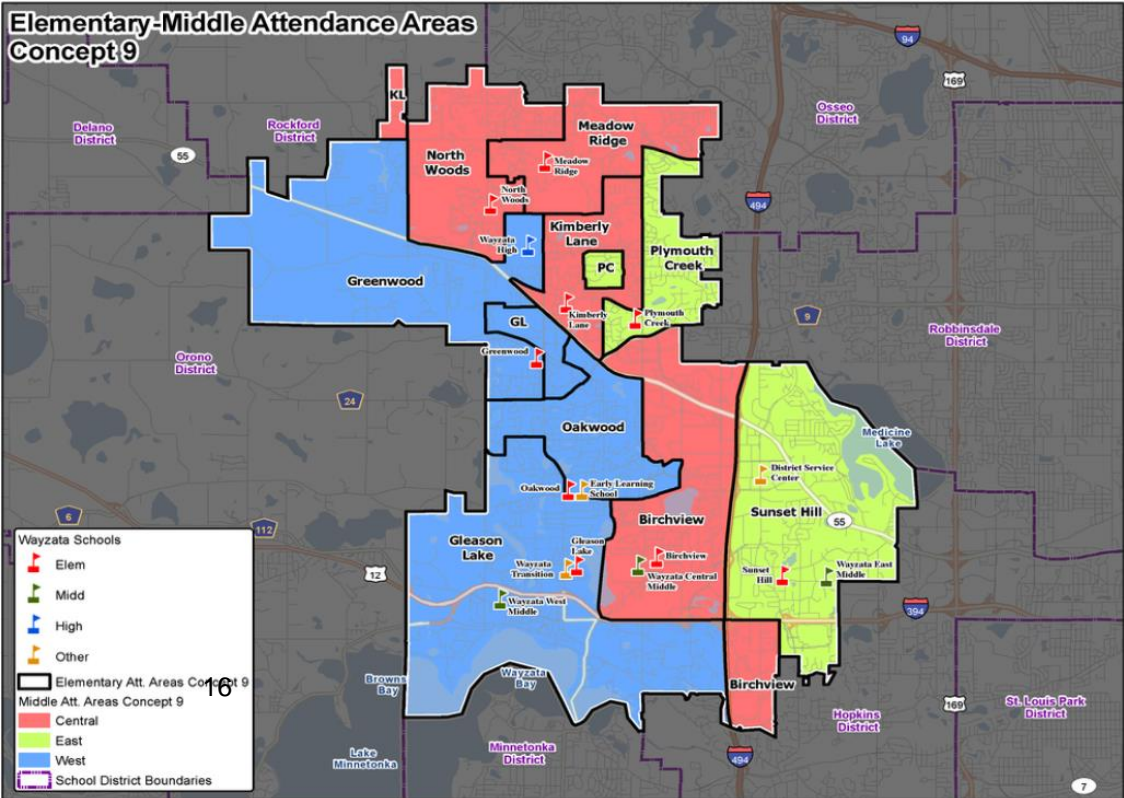 Elementary-Middle Attendance Areas
Concept 9
94
169
KL
Osseo
District
Delano
District
Rockford
District
Meadow
Ridge
55
North
Woods
Meadow
Ridge
North
Woods
494
Kimberly
Lane
Wayzata
High
Plymouth
Creek
PC
Greenwood
Kimberly
Lane
Plymouth
Creek
9
GL
Robbinsdale
District
Greenwood
Orono
District
24
Oakwood
Medicine
Lake
District Service
Center
Oakwood
Early Learning
School
Sunset Hill
55
6
112
Birchview
Gleason
Lake
Gleason
Lake
Birchview
Wayzata
Transition
Wayzata Central
Middle
Sunset
Hill
Wayzata East
Middle
12
Wayzata West
Middle
394
Browns
Bay
Wayzata
Bay
Birchview
169
St. Louis Park
District
Hopkins
District
Lake
Minnetonka
Minnetonka
District
494
7
Wayzata Schools
Elem
Midd
High
Other
Elementary Att. Areas Concept 9
16
Middle Att. Areas Concept 9
Central
East
West
School District Boundaries